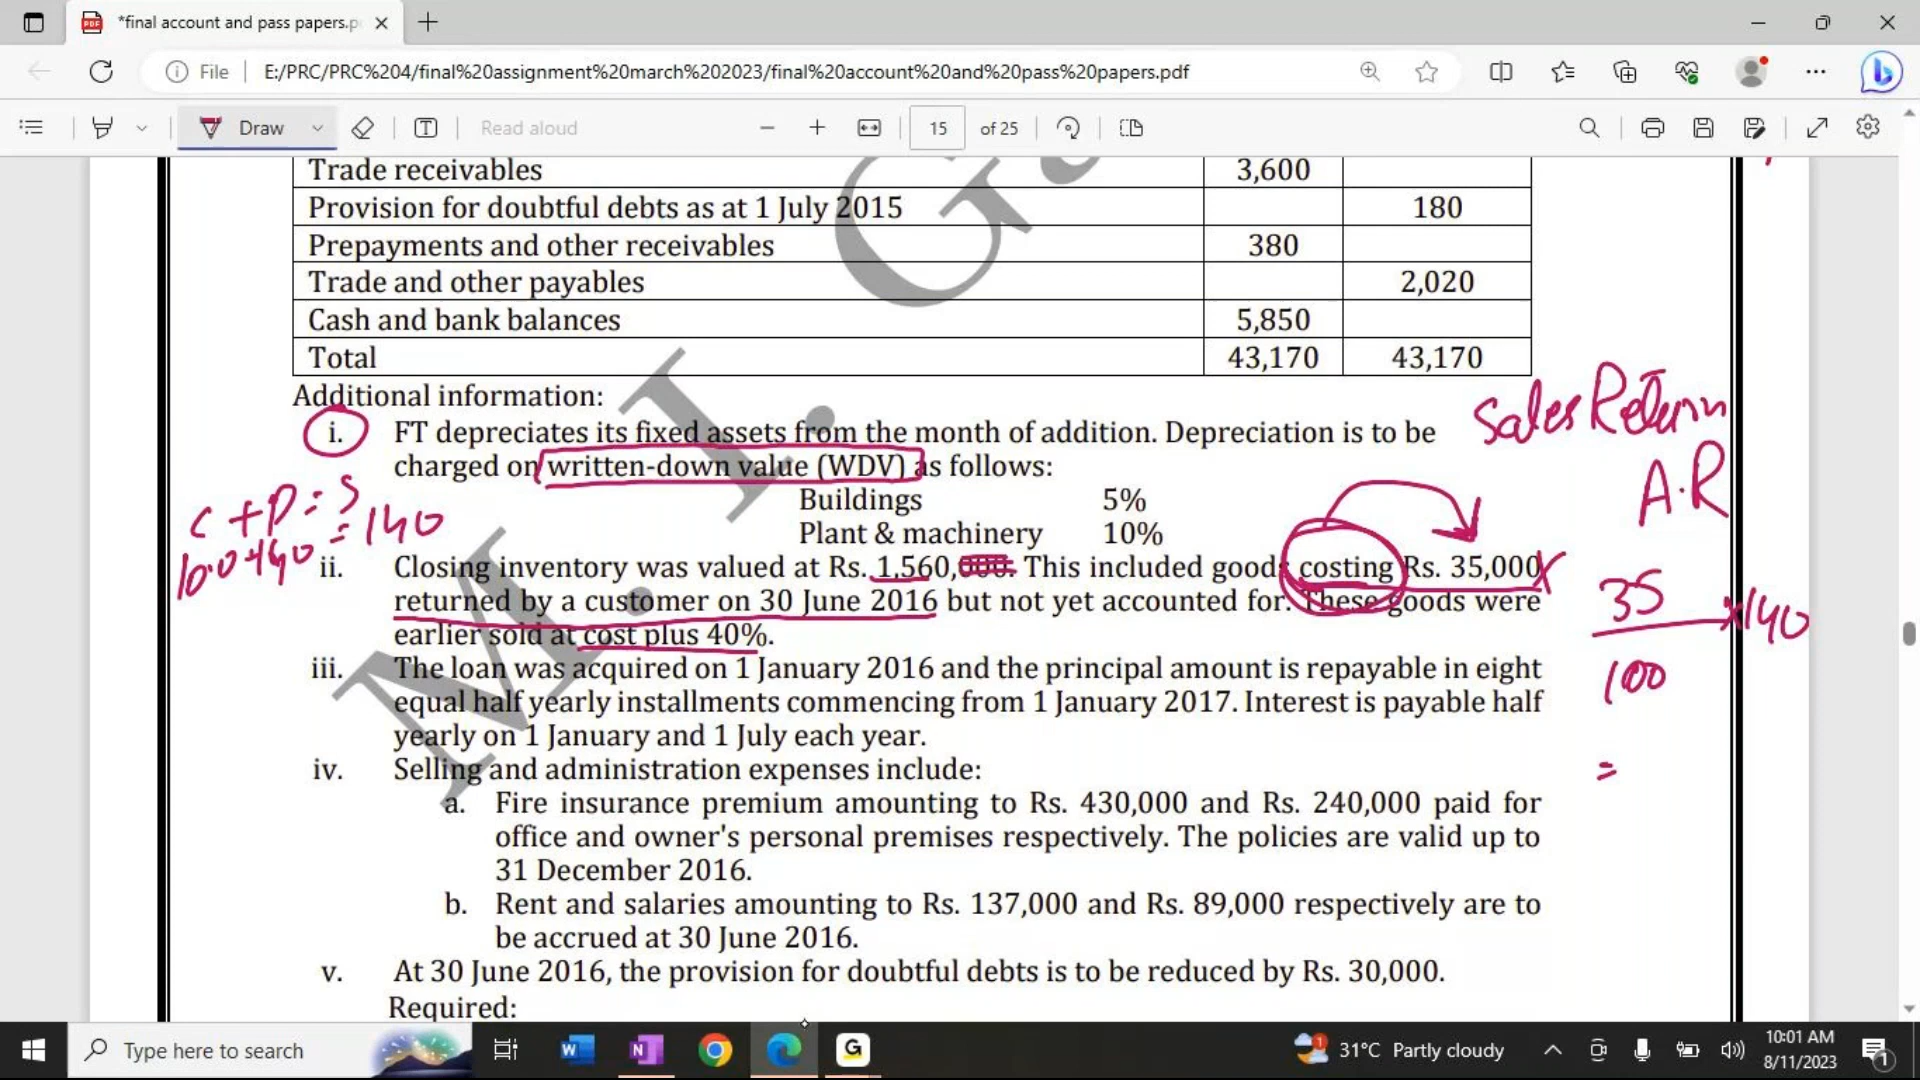 *final account and pass papers.p
File
E:/PRC/PRC%204/final%20assignment%20march%202023/final%20account%20and%20pass%20papers.pdf
Draw
Read aloud
15
of 25
Trade receivables 3,600
Provision for doubtful debts as at 1 July 2015 180
Prepayments and other receivables 380
Trade and other payables 2,020
Cash and bank balances 5,850
Total 43,170 43,170
Additional information:
Sales Return
A.R
i. FT depreciates its fixed assets from the month of addition. Depreciation is to be
charged on written-down value (WDV) as follows:
Buildings 5%
Plant & machinery 10%
C + P = S
100+40 = 140
ii. Closing inventory was valued at Rs. 1,560,000. This included goods costing Rs. 35,000
returned by a customer on 30 June 2016 but not yet accounted for. These goods were
earlier sold at cost plus 40%.
35
x140
100
=
iii. The loan was acquired on 1 January 2016 and the principal amount is repayable in eight
equal half yearly installments commencing from 1 January 2017. Interest is payable half
yearly on 1 January and 1 July each year.
iv. Selling and administration expenses include:
a. Fire insurance premium amounting to Rs. 430,000 and Rs. 240,000 paid for
office and owner's personal premises respectively. The policies are valid up to
31 December 2016.
b. Rent and salaries amounting to Rs. 137,000 and Rs. 89,000 respectively are to
be accrued at 30 June 2016.
v. At 30 June 2016, the provision for doubtful debts is to be reduced by Rs. 30,000.
Required:
M. I. G
Type here to search
31°C Partly cloudy
10:01 AM
8/11/2023